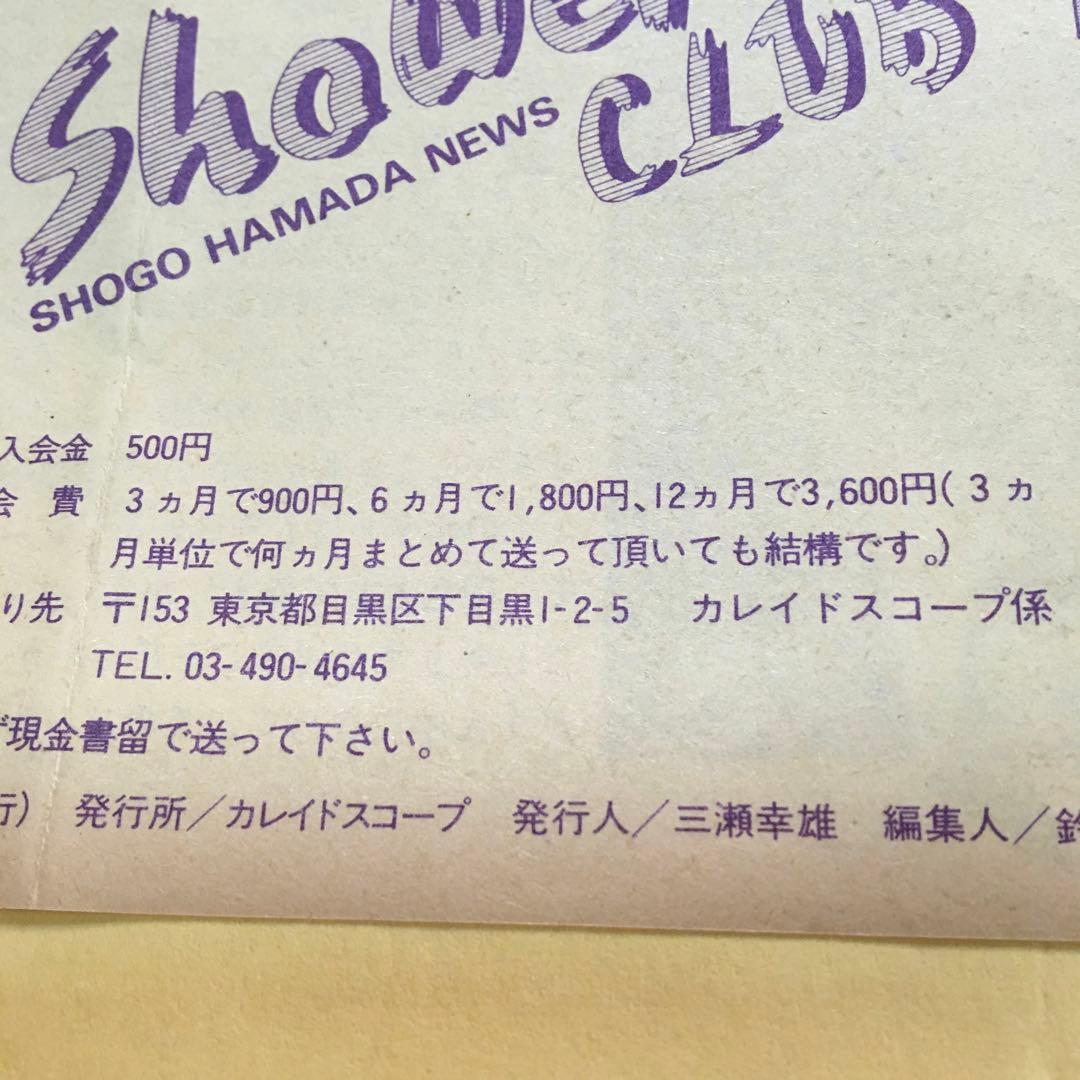 Shower
CLUB
SHOGO HAMADA NEWS
入会金 500円
会 費 3ヵ月で900円、6ヵ月で1,800円、12ヵ月で3,600円(3ヵ
月単位で何ヵ月まとめて送って頂いても結構です。)
り先 〒153 東京都目黒区下目黒1-2-5 カレイドスコープ係
TEL. 03-490-4645
ず現金書留で送って下さい。
行) 発行所/カレイドスコープ 発行人/三瀬幸雄 編集人/鈴